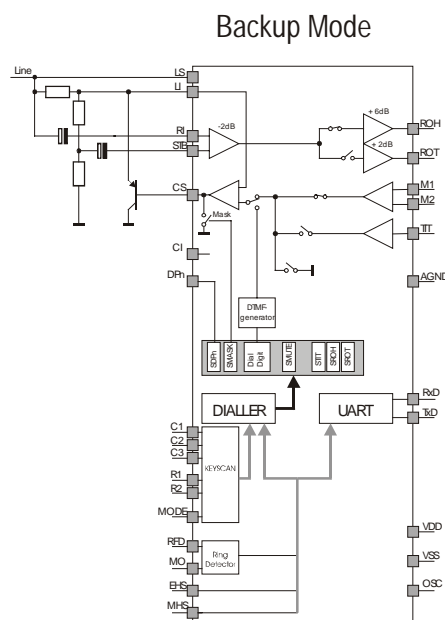 Backup Mode
Line
LS
LI
RI
STB
CS
CI
DPn
-2dB
+6dB
+2dB
ROH
ROT
M1
M2
TIT
AGND
Mask
DTMF
generator
SDPn
SMASK
Dial
Digit
SMUTE
STIT
SROH
SROT
DIALLER
UART
RxD
TxD
C1
C2
C3
R1
R2
MODE
KEYSCAN
RFD
MO
Ring
Detector
EHS
MHS
VDD
VSS
OSC